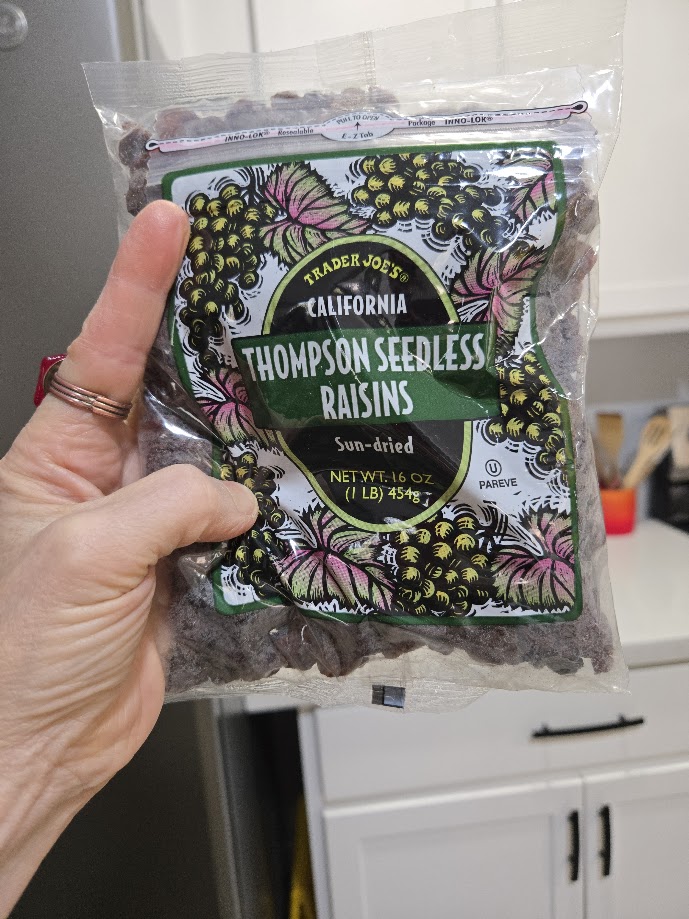 PULL TO OPEN
INNO-LOK® Resealable E-Z Tab Package INNO-LOK®
TRADER JOE'S®
CALIFORNIA
THOMPSON SEEDLESS
RAISINS
Sun-dried
NET WT. 16 OZ
(1 LB) 454g
U
PAREVE